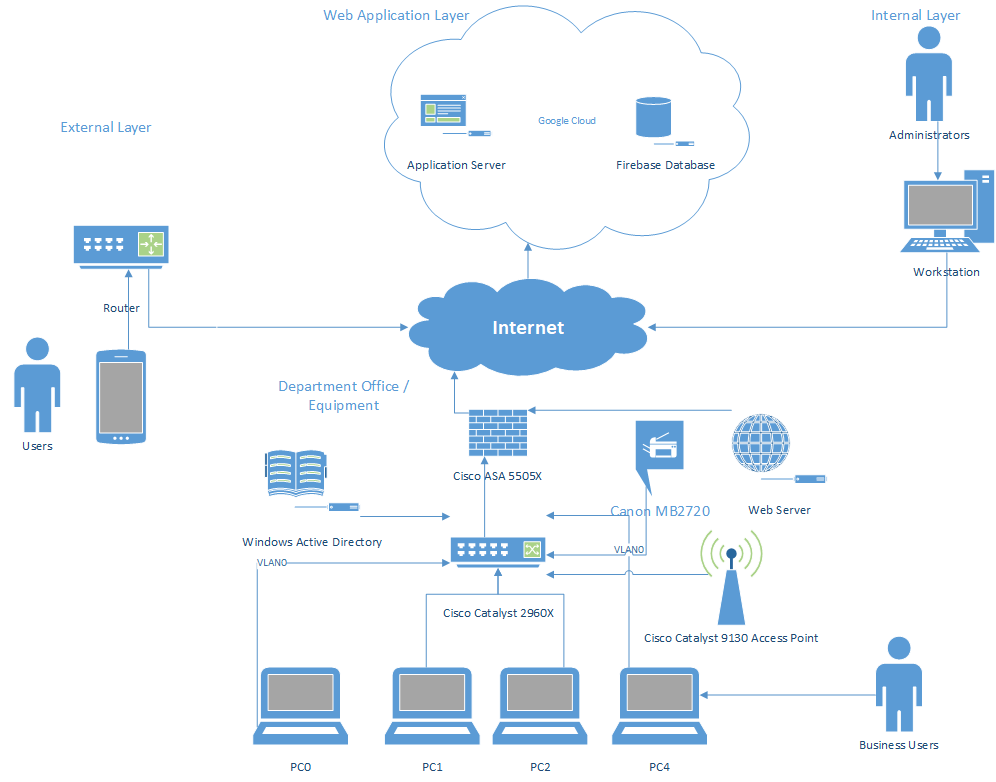 Web Application Layer
Internal Layer
External Layer
Google Cloud
Administrators
Application Server
Firebase Database
Workstation
Router
Internet
Department Office /
Equipment
Users
Cisco ASA 5505X
Canon MB2720
Web Server
Windows Active Directory
VLAN0
VLAN0
Cisco Catalyst 2960X
Cisco Catalyst 9130 Access Point
Business Users
PC0
PC1
PC2
PC4